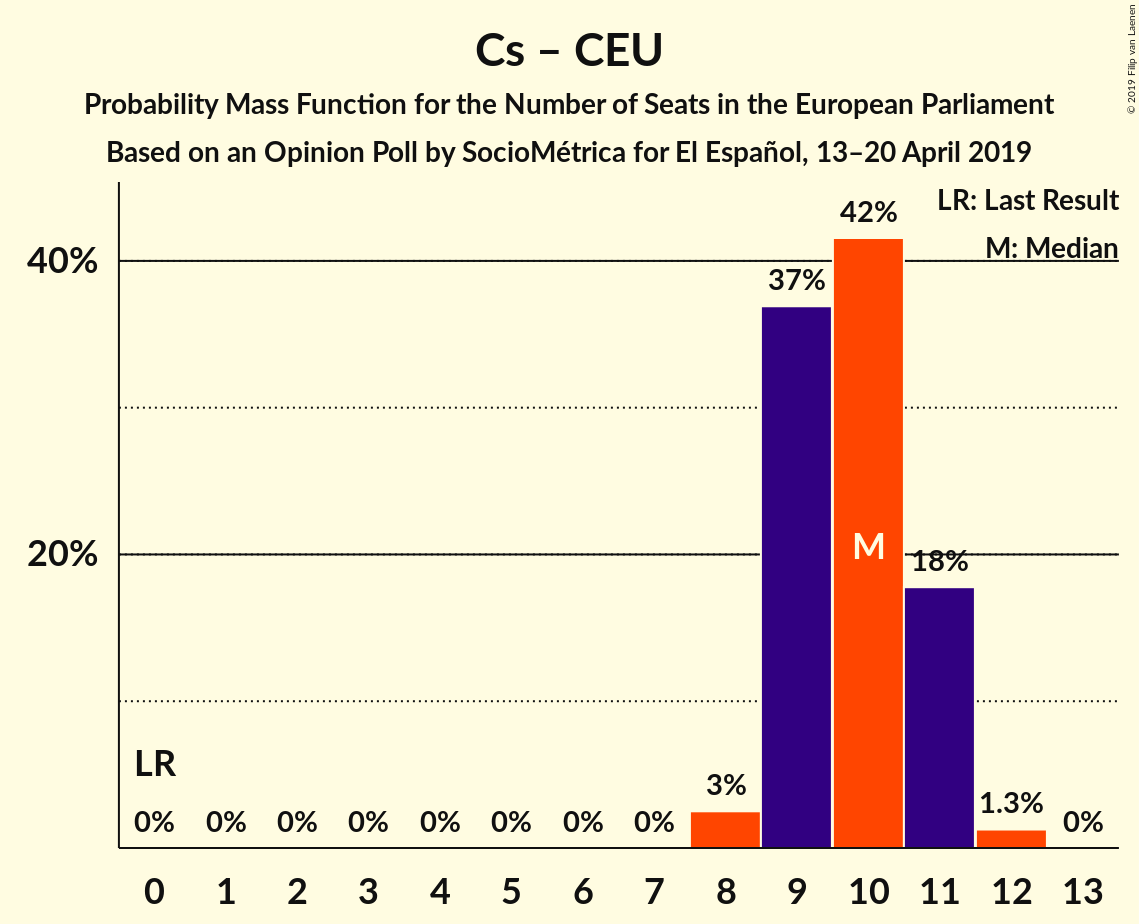 Cs – CEU
Probability Mass Function for the Number of Seats in the European Parliament
Based on an Opinion Poll by SocioMétrica for El Español, 13–20 April 2019
© 2019 Filip van Laenen
LR: Last Result
M: Median
40%
20%
42%
37%
M
18%
LR
3%
1.3%
0% 0% 0% 0% 0% 0% 0% 0% 0%
0 1 2 3 4 5 6 7 8 9 10 11 12 13